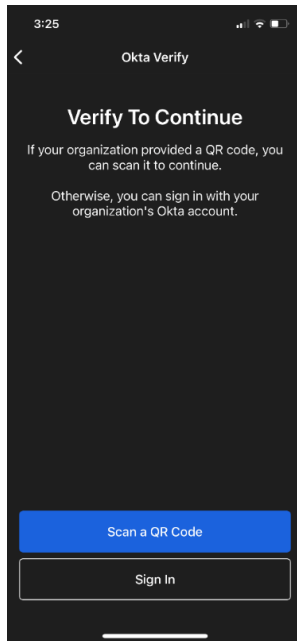 3:25
Okta Verify
Verify To Continue
If your organization provided a QR code, you
can scan it to continue.
Otherwise, you can sign in with your
organization's Okta account.
Scan a QR Code
Sign In